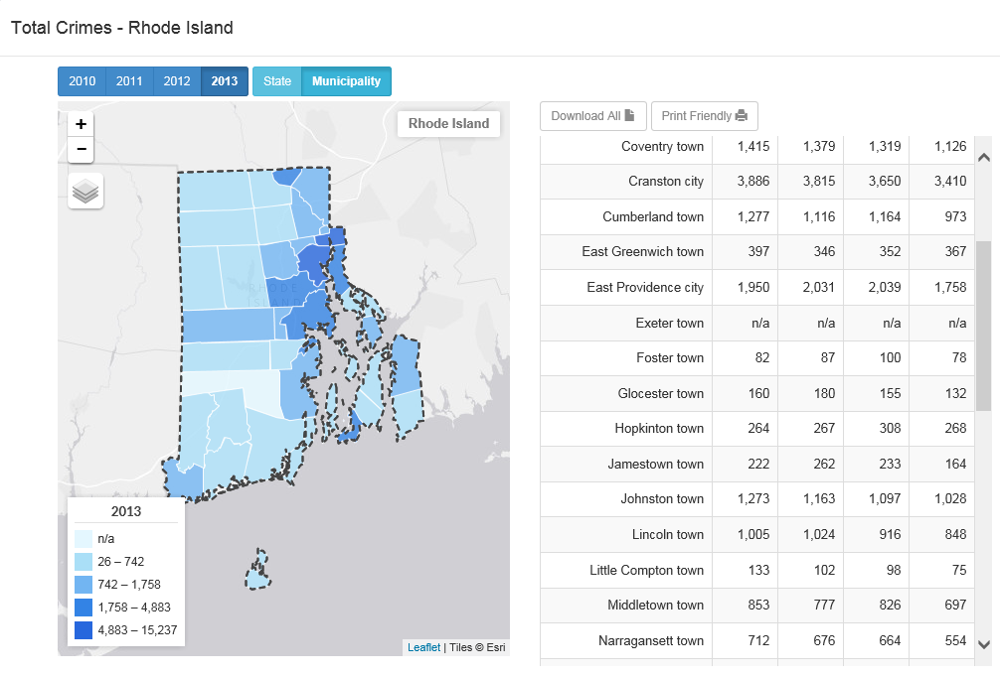 Total Crimes - Rhode Island
2010 2011 2012 2013 State Municipality
+
−
Rhode Island
RHODE
ISLAND
2013
n/a
26 – 742
742 – 1,758
1,758 – 4,883
4,883 – 15,237
Leaflet | Tiles © Esri
Download All Print Friendly
Coventry town 1,415 1,379 1,319 1,126
Cranston city 3,886 3,815 3,650 3,410
Cumberland town 1,277 1,116 1,164 973
East Greenwich town 397 346 352 367
East Providence city 1,950 2,031 2,039 1,758
Exeter town n/a n/a n/a n/a
Foster town 82 87 100 78
Glocester town 160 180 155 132
Hopkinton town 264 267 308 268
Jamestown town 222 262 233 164
Johnston town 1,273 1,163 1,097 1,028
Lincoln town 1,005 1,024 916 848
Little Compton town 133 102 98 75
Middletown town 853 777 826 697
Narragansett town 712 676 664 554